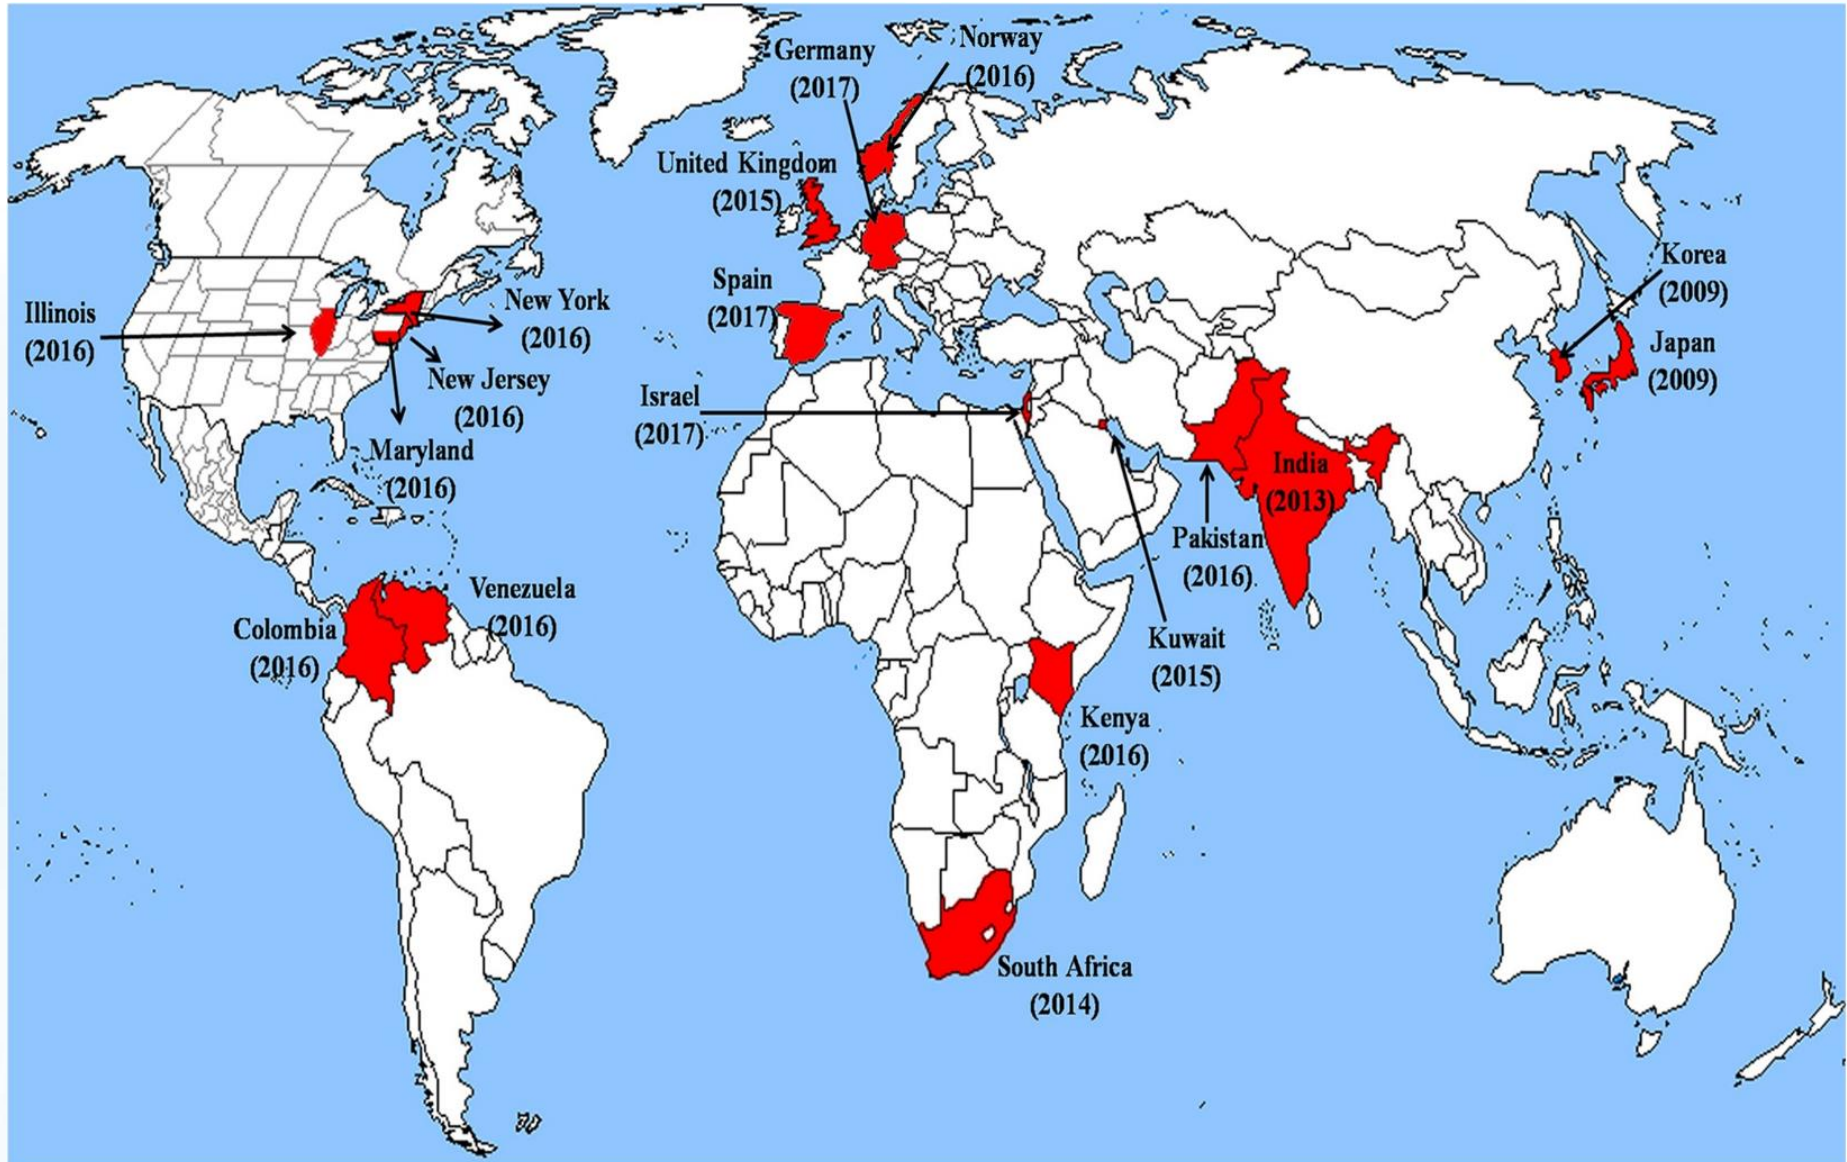 Germany
(2017)
Norway
(2016)
United Kingdom
(2015)
Spain
(2017)
Korea
(2009)
Japan
(2009)
Illinois
(2016)
New York
(2016)
New Jersey
(2016)
Maryland
(2016)
Israel
(2017)
India
(2013)
Pakistan
(2016)
Kuwait
(2015)
Venezuela
(2016)
Colombia
(2016)
Kenya
(2016)
South Africa
(2014)